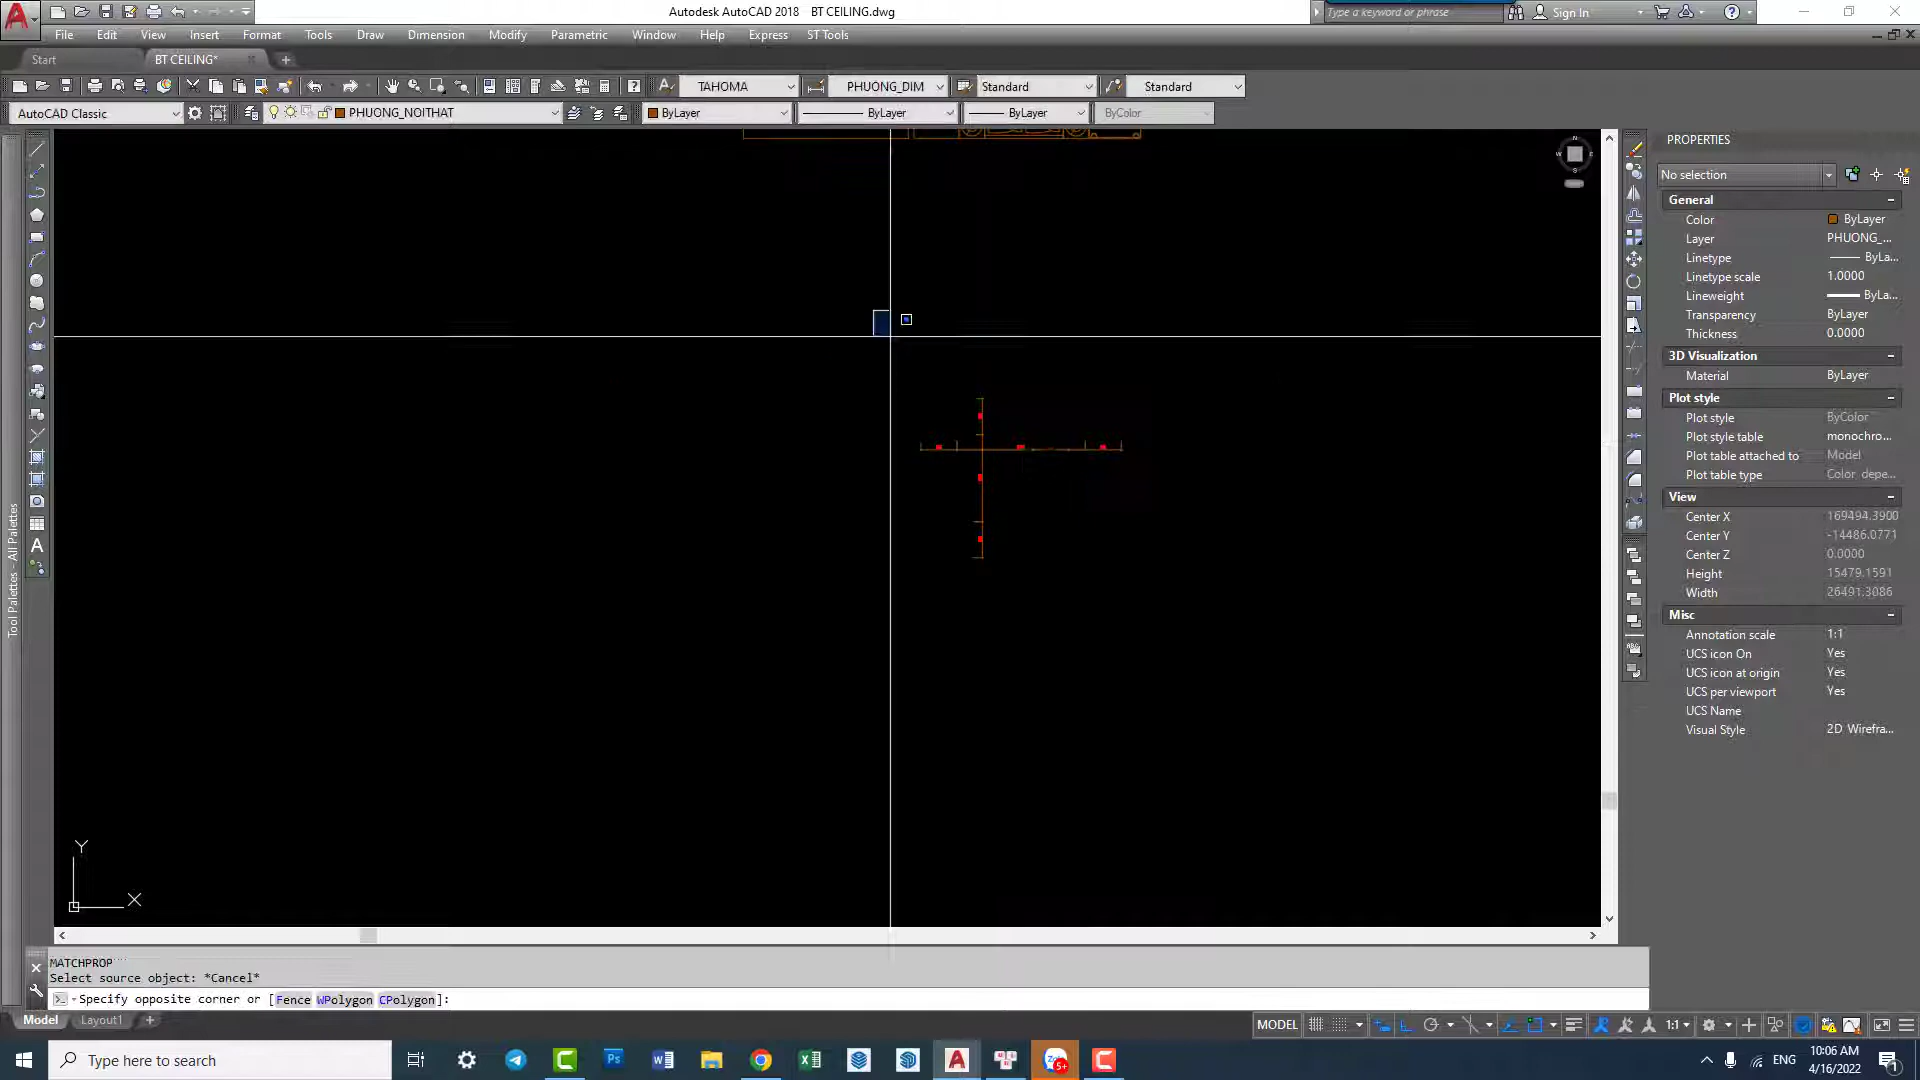 Autodesk AutoCAD 2018 BT CEILING.dwg
Type a keyword or phrase
Sign In
File Edit View Insert Format Tools Draw Dimension Modify Parametric Window Help Express ST Tools
Start
BT CEILING*
TAHOMA
PHUONG_DIM
Standard
Standard
AutoCAD Classic
PHUONG_NOITHAT
ByLayer
ByLayer
ByLayer
ByColor
PROPERTIES
No selection
General
Color ByLayer
Layer PHUONG_...
Linetype ByLa...
Linetype scale 1.0000
Lineweight ByLa...
Transparency ByLayer
Thickness 0.0000
3D Visualization
Material ByLayer
Plot style
Plot style ByColor
Plot style table monochro...
Plot table attached to Model
Plot table type Color depe...
View
Center X 169494.3900
Center Y -14486.0771
Center Z 0.0000
Height 15479.1591
Width 26491.3086
Misc
Annotation scale 1:1
UCS icon On Yes
UCS icon at origin Yes
UCS per viewport Yes
UCS Name
Visual Style 2D Wirefra...
N
W
E
S
Tool Palettes - All Palettes
Y
X
MATCHPROP
Select source object: *Cancel*
Specify opposite corner or [Fence WPolygon CPolygon]:
Model Layout1
MODEL
1:1
Type here to search
ENG
10:06 AM
4/16/2022